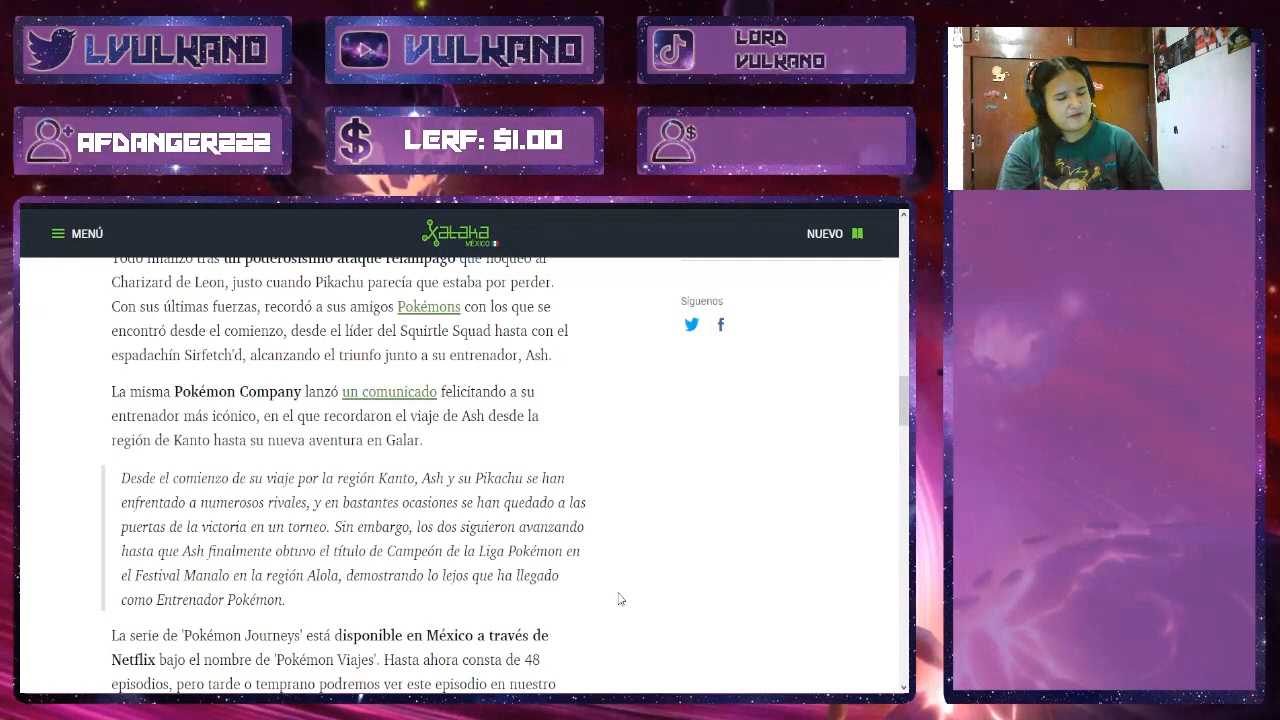 LVULKANO
VULKANO
LORD
VULKANO
AFDANGER222
LERF: $1.00
MENÚ
Xataka
MÉXICO
NUEVO
Todo finalizó tras un poderosísimo ataque relámpago que noqueó al
Charizard de Leon, justo cuando Pikachu parecía que estaba por perder.
Con sus últimas fuerzas, recordó a sus amigos Pokémons con los que se
encontró desde el comienzo, desde el líder del Squirtle Squad hasta con el
espadachín Sirfetch'd, alcanzando el triunfo junto a su entrenador, Ash.
Síguenos
La misma Pokémon Company lanzó un comunicado felicitando a su
entrenador más icónico, en el que recordaron el viaje de Ash desde la
región de Kanto hasta su nueva aventura en Galar.
Desde el comienzo de su viaje por la región Kanto, Ash y su Pikachu se han
enfrentado a numerosos rivales, y en bastantes ocasiones se han quedado a las
puertas de la victoria en un torneo. Sin embargo, los dos siguieron avanzando
hasta que Ash finalmente obtuvo el título de Campeón de la Liga Pokémon en
el Festival Manalo en la región Alola, demostrando lo lejos que ha llegado
como Entrenador Pokémon.
La serie de 'Pokémon Journeys' está disponible en México a través de
Netflix bajo el nombre de 'Pokémon Viajes'. Hasta ahora consta de 48
episodios, pero tarde o temprano podremos ver este episodio en nuestro